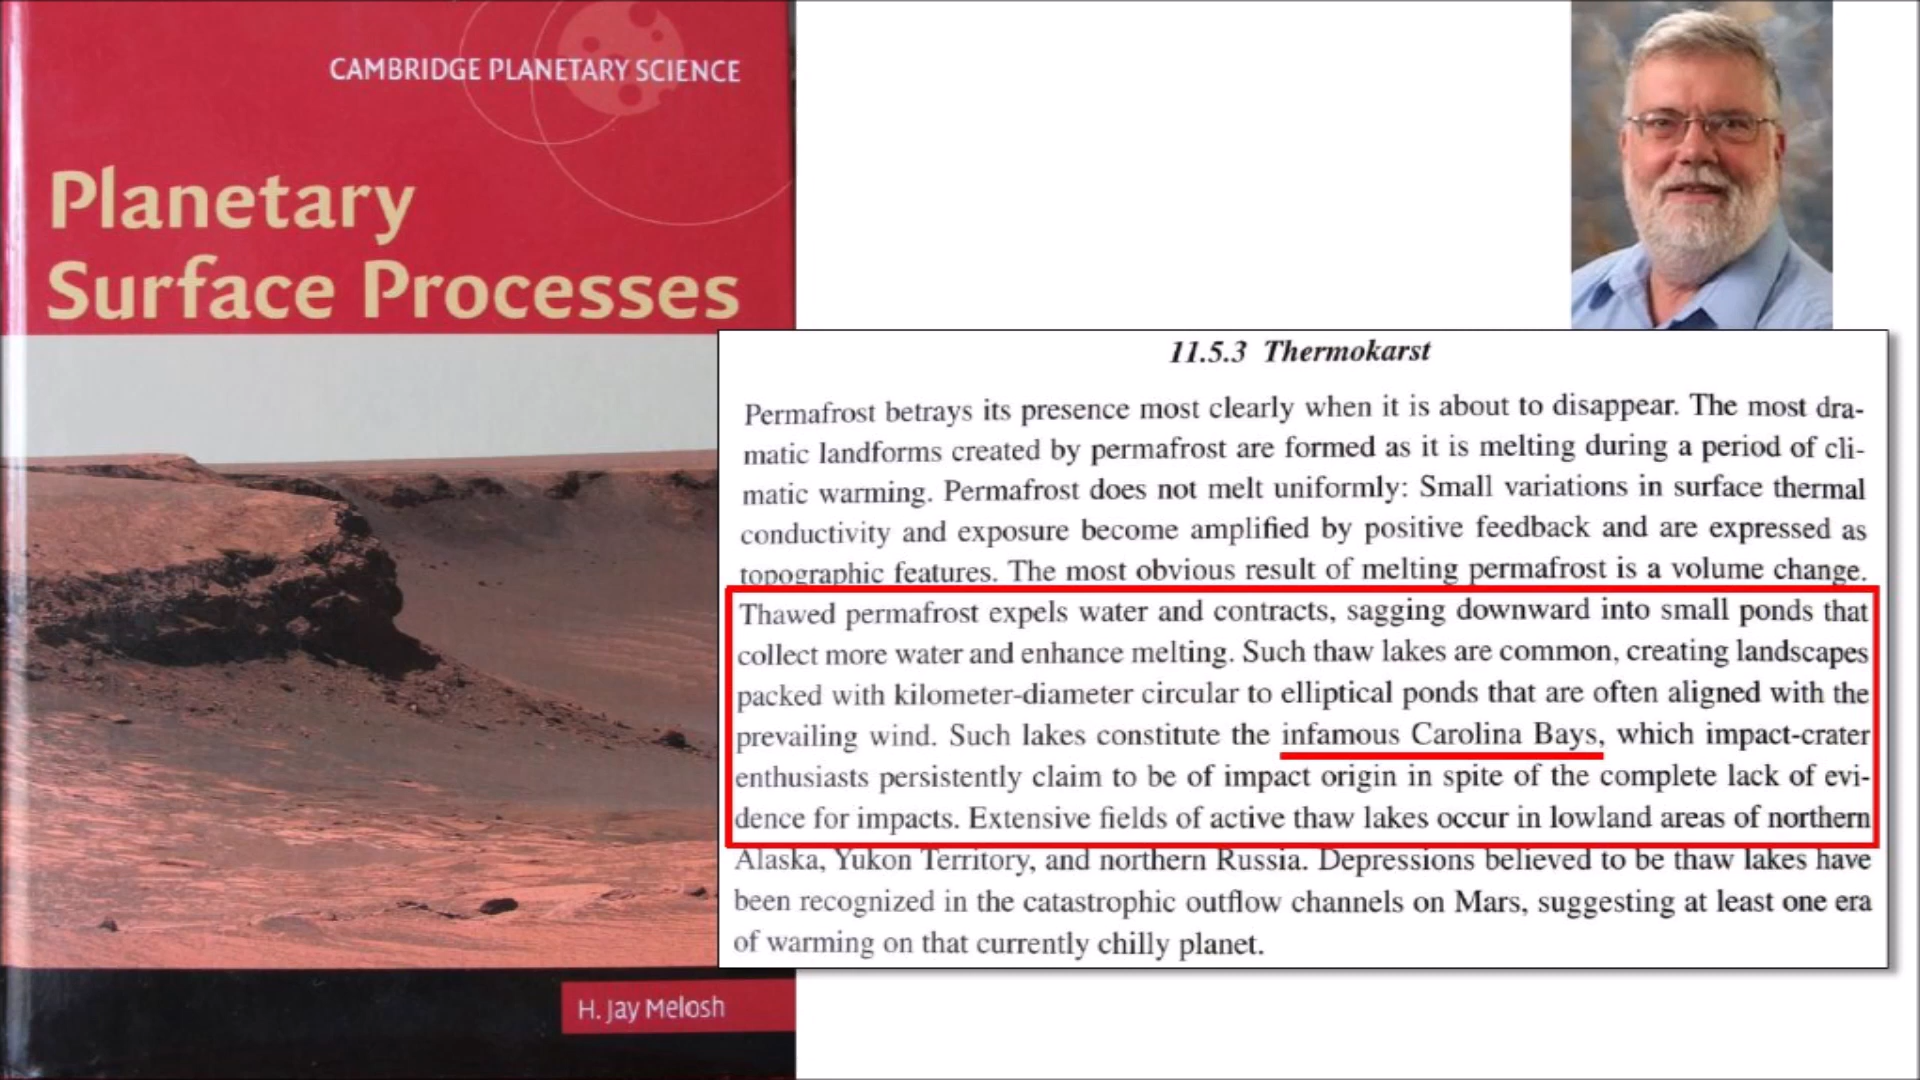 CAMBRIDGE PLANETARY SCIENCE
Planetary
Surface Processes
H. Jay Melosh
11.5.3 Thermokarst
Permafrost betrays its presence most clearly when it is about to disappear. The most dra-
matic landforms created by permafrost are formed as it is melting during a period of cli-
matic warming. Permafrost does not melt uniformly: Small variations in surface thermal
conductivity and exposure become amplified by positive feedback and are expressed as
topographic features. The most obvious result of melting permafrost is a volume change.
Thawed permafrost expels water and contracts, sagging downward into small ponds that
collect more water and enhance melting. Such thaw lakes are common, creating landscapes
packed with kilometer-diameter circular to elliptical ponds that are often aligned with the
prevailing wind. Such lakes constitute the infamous Carolina Bays, which impact-crater
enthusiasts persistently claim to be of impact origin in spite of the complete lack of evi-
dence for impacts. Extensive fields of active thaw lakes occur in lowland areas of northern
Alaska, Yukon Territory, and northern Russia. Depressions believed to be thaw lakes have
been recognized in the catastrophic outflow channels on Mars, suggesting at least one era
of warming on that currently chilly planet.